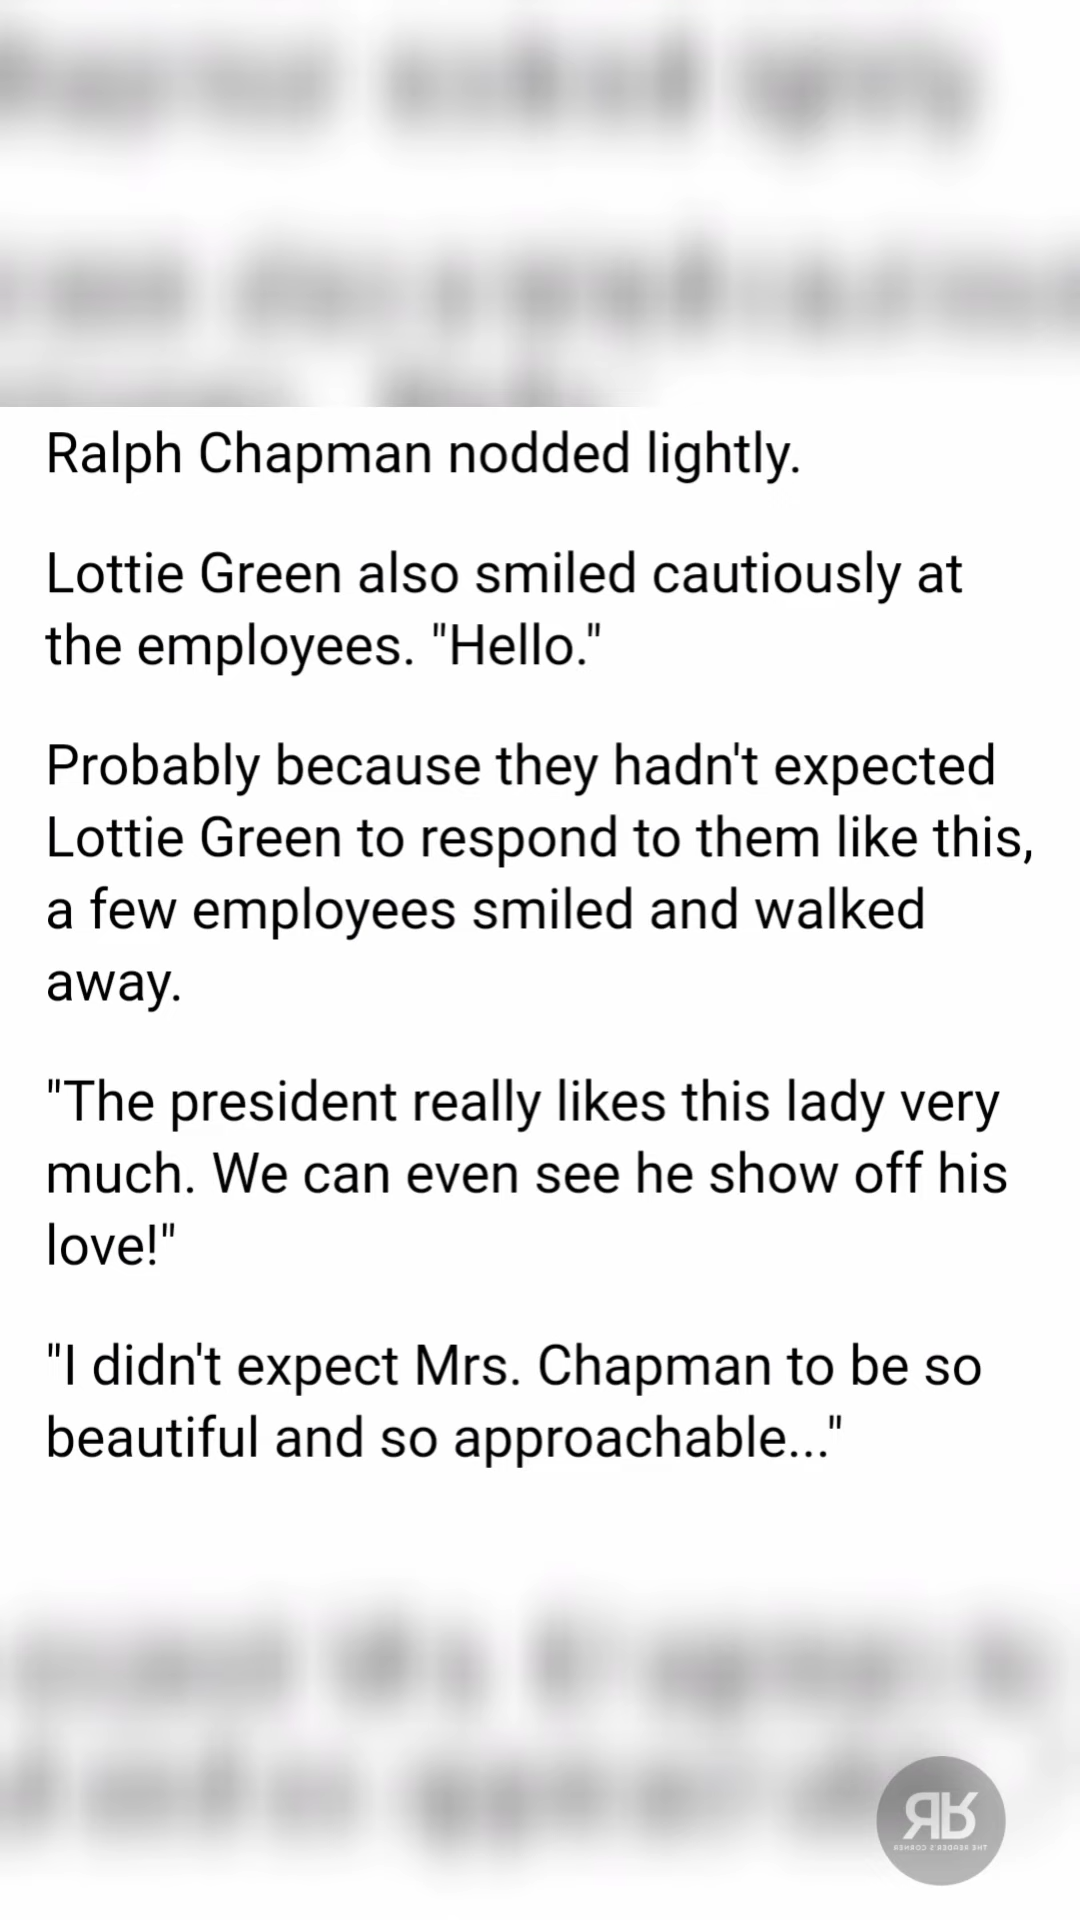 Ralph Chapman nodded lightly.
Lottie Green also smiled cautiously at
the employees. "Hello."
Probably because they hadn't expected
Lottie Green to respond to them like this,
a few employees smiled and walked
away.
"The president really likes this lady very
much. We can even see he show off his
love!"
"I didn't expect Mrs. Chapman to be so
beautiful and so approachable..."
THE READER'S CORNER